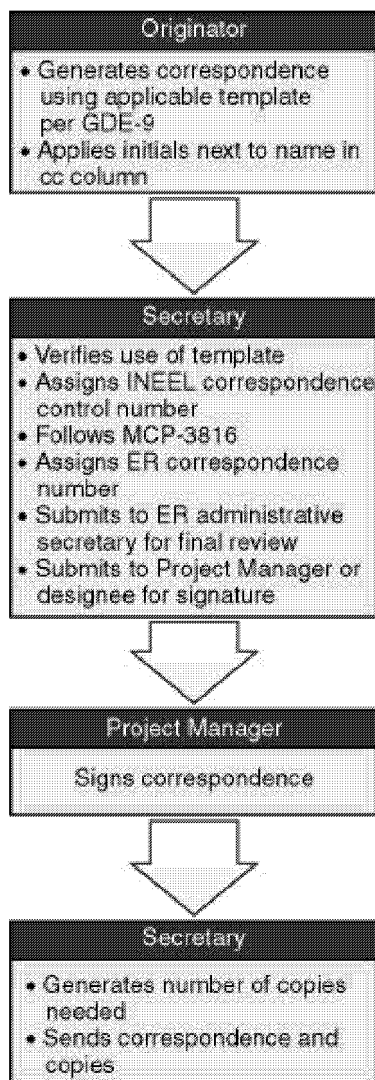 Originator
• Generates correspondence
using applicable template
per GDE-9
• Applies initials next to name in
cc column
Secretary
• Verifies use of template
• Assigns INEEL correspondence
control number
• Follows MCP-3816
• Assigns ER correspondence
number
• Submits to ER administrative
secretary for final review
• Submits to Project Manager or
designee for signature
Project Manager
Signs correspondence
Secretary
• Generates number of copies
needed
• Sends correspondence and
copies